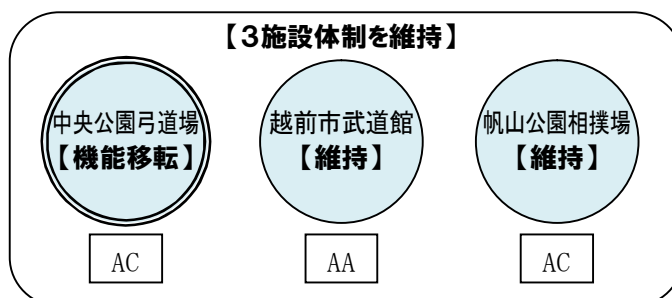 【3施設体制を維持】
中央公園弓道場
【機能移転】
越前市武道館
【維持】
帆山公園相撲場
【維持】
AC
AA
AC